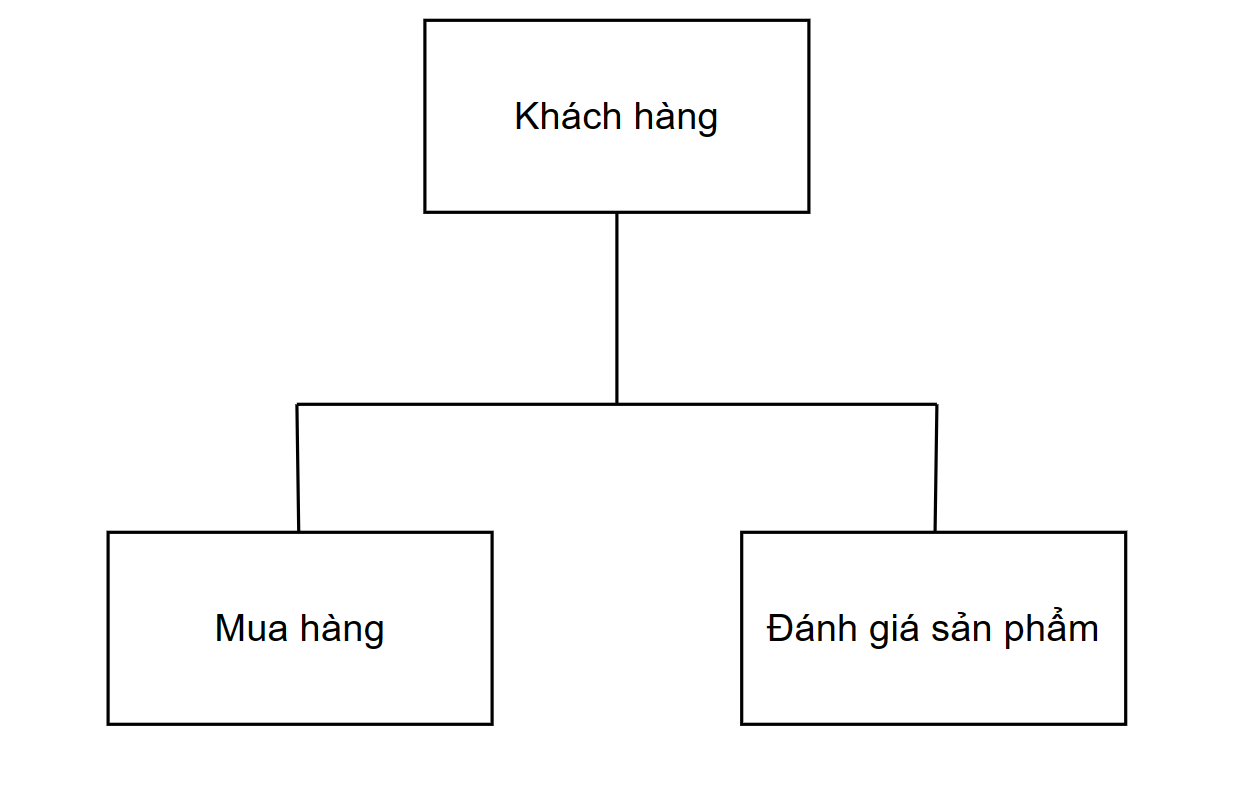 Khách hàng
Mua hàng
Đánh giá sản phẩm